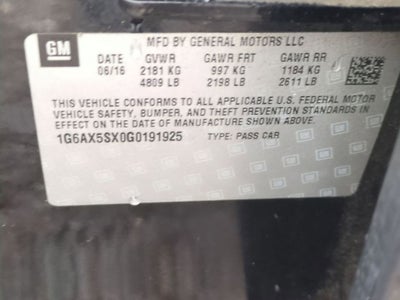 GM
MFD BY GENERAL MOTORS LLC
DATE GVWR GAWR FRT GAWR RR
06/16 2181 KG 997 KG 1184 KG
4809 LB 2198 LB 2611 LB
THIS VEHICLE CONFORMS TO ALL APPLICABLE U.S. FEDERAL MOTOR
VEHICLE SAFETY, BUMPER, AND THEFT PREVENTION STANDARDS IN
EFFECT ON THE DATE OF MANUFACTURE SHOWN ABOVE.
1G6AX5SX0G0191925 TYPE: PASS CAR